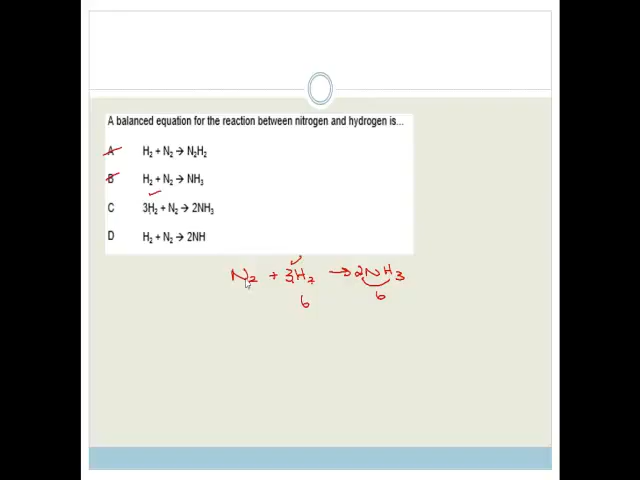 A balanced equation for the reaction between nitrogen and hydrogen is...
A H₂ + N₂ → N₂H₂
B H₂ + N₂ → NH₃
C 3H₂ + N₂ → 2NH₃
D H₂ + N₂ → 2NH
N₂ + 3H₂ → 2NH₃
6 6